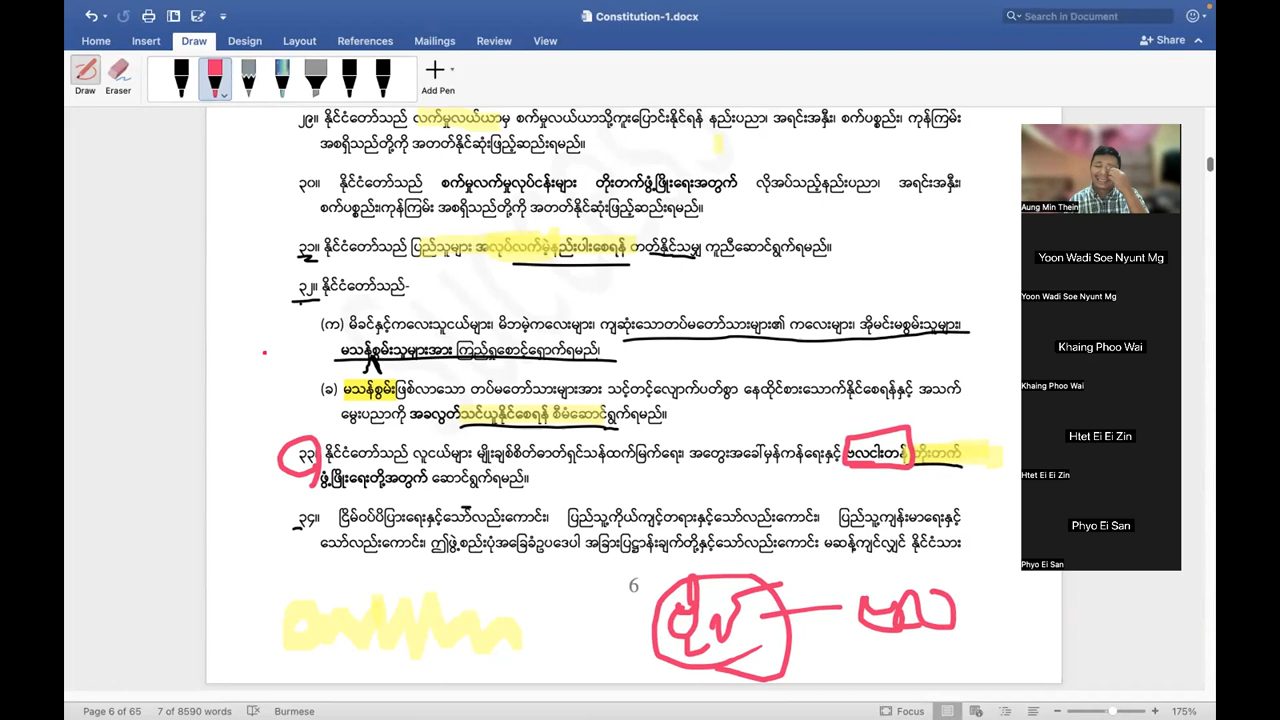 Constitution-1.docx
Search in Document
Home Insert Draw Design Layout References Mailings Review View
Share
Draw Eraser Add Pen
၂၉။ နိုင်ငံတော်သည် လက်မှုလယ်ယာမှ စက်မှုလယ်ယာသို့ကူးပြောင်းနိုင်ရန် နည်းပညာ၊ အရင်းအနှီး၊ စက်ပစ္စည်း၊ ကုန်ကြမ်း
အစရှိသည်တို့ကို အတတ်နိုင်ဆုံးဖြည့်ဆည်းရမည်။
၃၀။ နိုင်ငံတော်သည် စက်မှုလက်မှုလုပ်ငန်းများ တိုးတက်ဖွံ့ဖြိုးရေးအတွက် လိုအပ်သည့်နည်းပညာ၊ အရင်းအနှီး၊
စက်ပစ္စည်း၊ကုန်ကြမ်း အစရှိသည်တို့ကို အတတ်နိုင်ဆုံးဖြည့်ဆည်းရမည်။
၃၁။ နိုင်ငံတော်သည် ပြည်သူများ အလုပ်လက်မဲ့နည်းပါးစေရန် တတ်နိုင်သမျှ ကူညီဆောင်ရွက်ရမည်။
၃၂။ နိုင်ငံတော်သည်-
(က) မိခင်နှင့်ကလေးသူငယ်များ၊ မိဘမဲ့ကလေးများ၊ ကျဆုံးသောတပ်မတော်သားများ၏ ကလေးများ၊ အိုမင်းမစွမ်းသူများ၊
မသန်စွမ်းသူများအား ကြည့်ရှုစောင့်ရှောက်ရမည်၊
(ခ) မသန်စွမ်းဖြစ်လာသော တပ်မတော်သားများအား သင့်တင့်လျောက်ပတ်စွာ နေထိုင်စားသောက်နိုင်စေရန်နှင့် အသက်
မွေးပညာကို အခလွတ်သင်ယူနိုင်စေရန် စီမံဆောင်ရွက်ရမည်။
၃၃။ နိုင်ငံတော်သည် လူငယ်များ မျိုးချစ်စိတ်ဓာတ်ရှင်သန်ထက်မြက်ရေး၊ အတွေးအခေါ်မှန်ကန်ရေးနှင့် ဗလငါးတန် တိုးတက်
ဖွံ့ဖြိုးရေးတို့အတွက် ဆောင်ရွက်ရမည်။
၃၄။ ငြိမ်ဝပ်ပိပြားရေးနှင့်သော်လည်းကောင်း၊ ပြည်သူ့ကိုယ်ကျင့်တရားနှင့်သော်လည်းကောင်း၊ ပြည်သူ့ကျန်းမာရေးနှင့်
သော်လည်းကောင်း၊ ဤဖွဲ့စည်းပုံအခြေခံဥပဒေပါ အခြားပြဋ္ဌာန်းချက်တို့နှင့်သော်လည်းကောင်း မဆန့်ကျင်လျှင် နိုင်ငံသား
6
Aung Min Thein
Yoon Wadi Soe Nyunt Mg
Yoon Wadi Soe Nyunt Mg
Khaing Phoo Wai
Khaing Phoo Wai
Htet Ei Ei Zin
Htet Ei Ei Zin
Phyo Ei San
Phyo Ei San
Page 6 of 65 7 of 8590 words Burmese Focus 175%